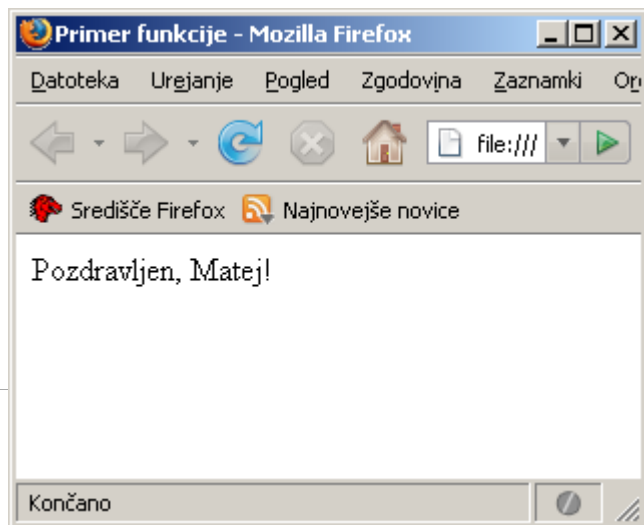 Primer funkcije - Mozilla Firefox
Datoteka Urejanje Pogled Zgodovina Zaznamki
file:///
Središče Firefox Najnovejše novice
Pozdravljen, Matej!
Končano